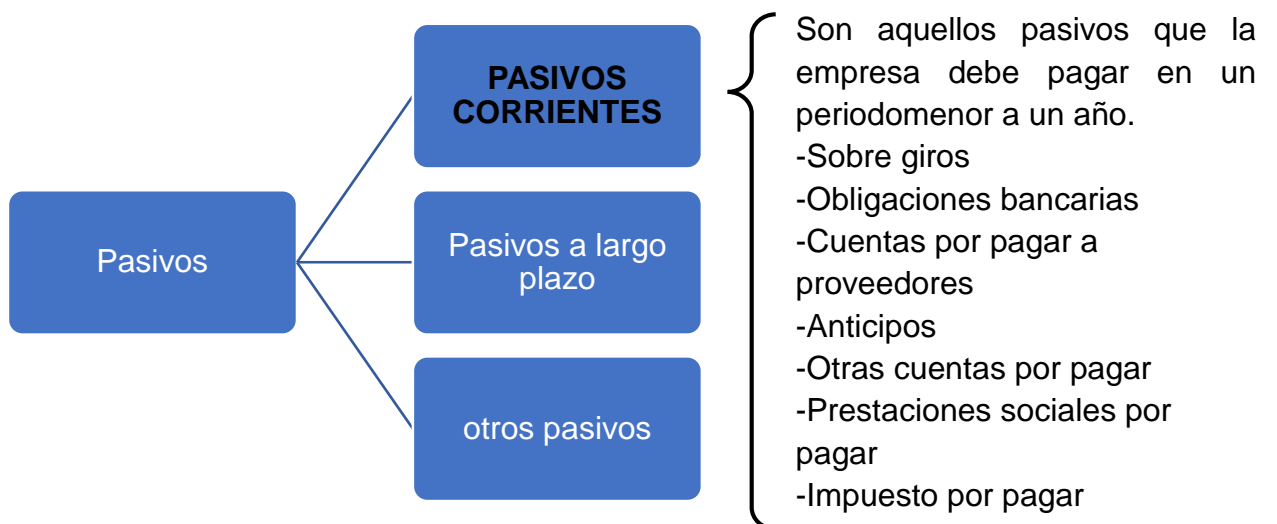 Pasivos
PASIVOS
CORRIENTES
Pasivos a largo
plazo
otros pasivos
Son aquellos pasivos que la
empresa debe pagar en un
periodomenor a un año.
-Sobre giros
-Obligaciones bancarias
-Cuentas por pagar a
proveedores
-Anticipos
-Otras cuentas por pagar
-Prestaciones sociales por
pagar
-Impuesto por pagar